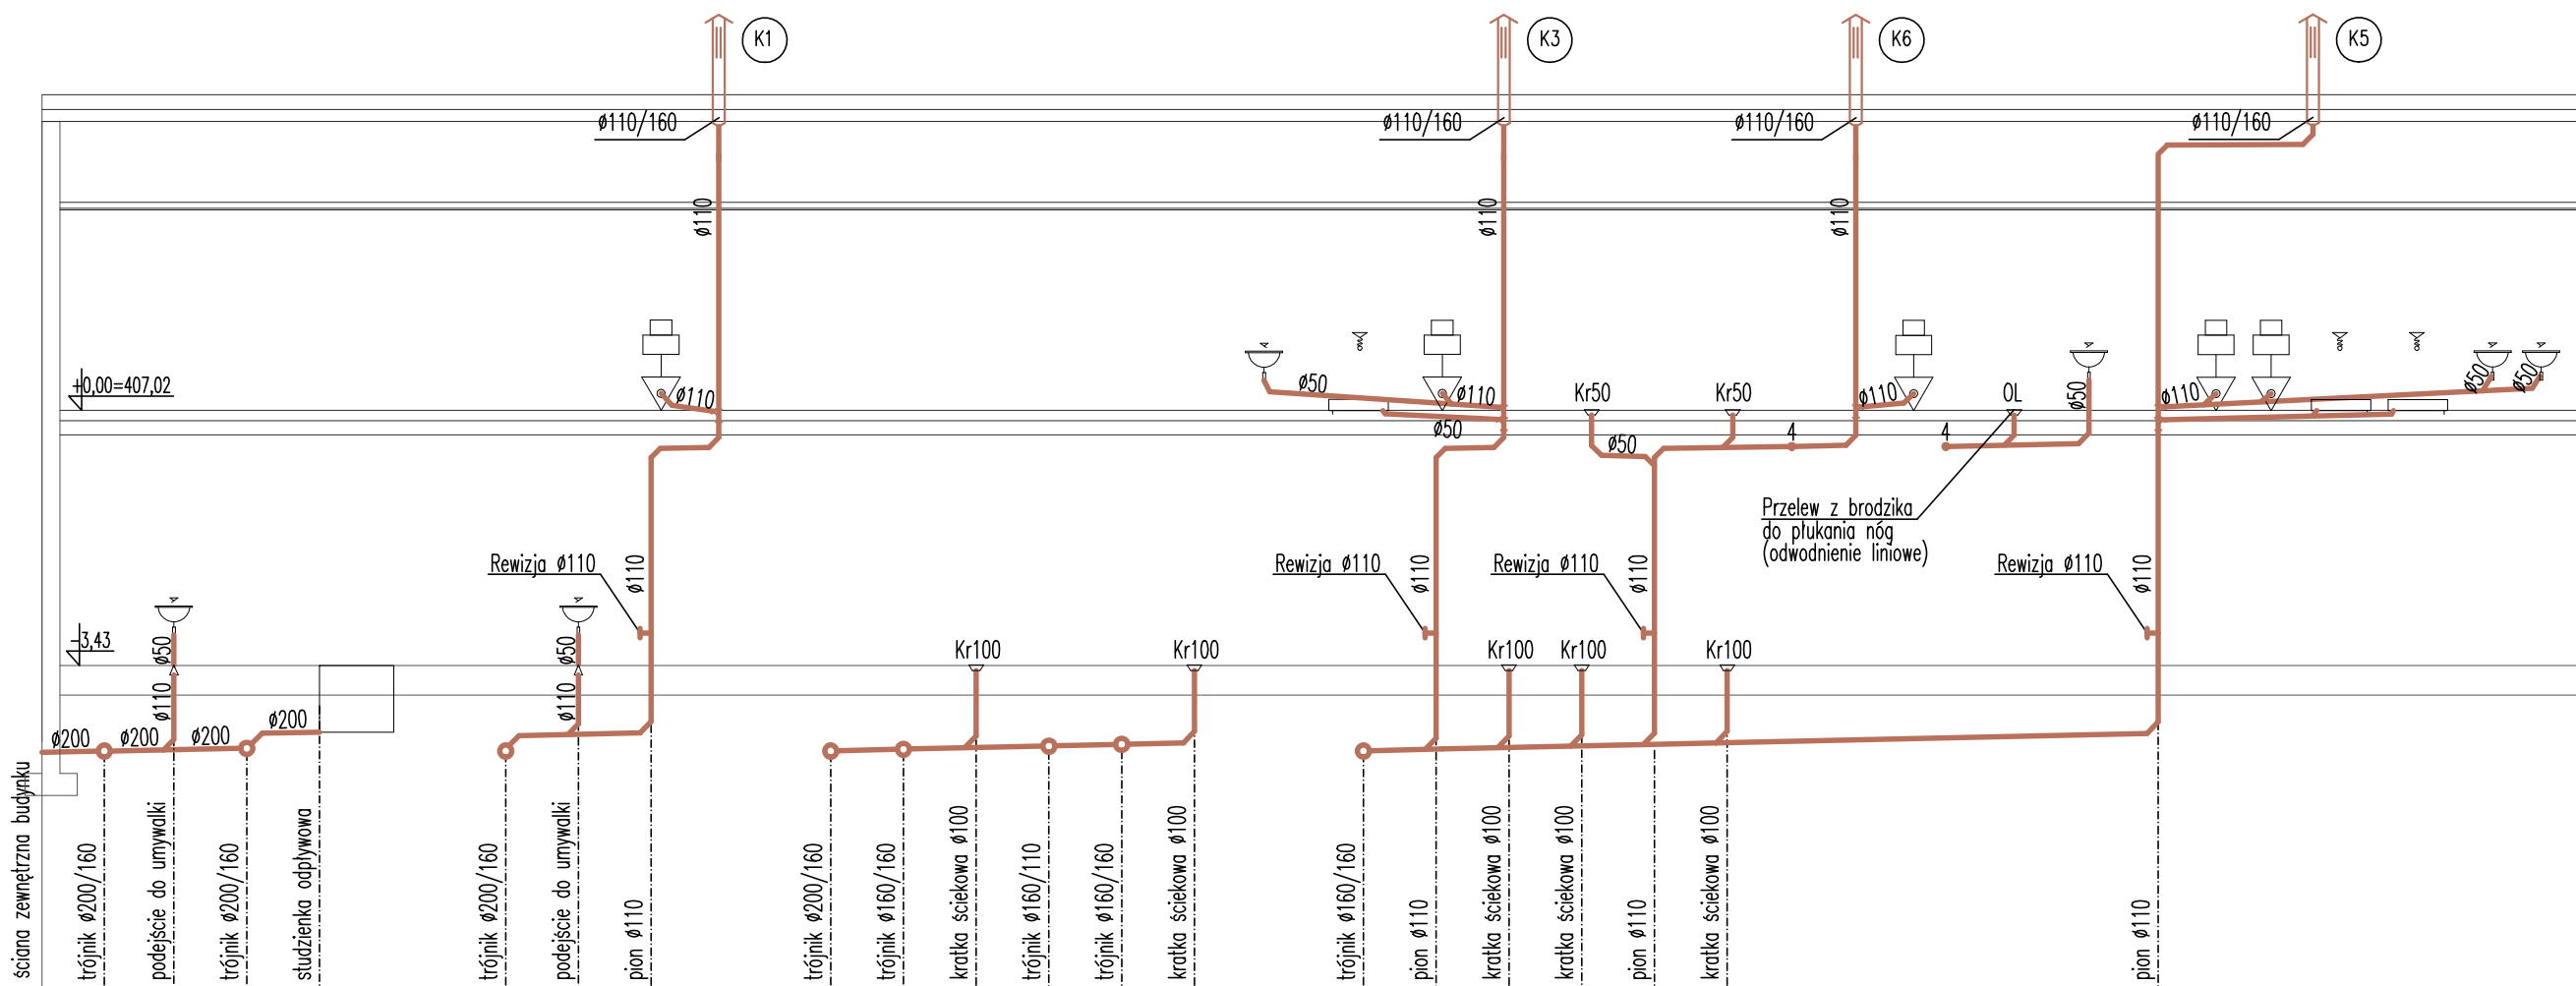 K1
K3
K6
K5
ø110/160
ø110/160
ø110/160
ø110/160
ø110
ø110
ø110
+0,00=407,02
ø110
ø50
ø110
ø50
Kr50
ø50
Kr50
4
ø110
4
OL
ø50
ø110
ø50
ø50
Przelew z brodzika
do płukania nóg
(odwodnienie liniowe)
Rewizja ø110
ø110
Rewizja ø110
ø110
Rewizja ø110
ø110
Rewizja ø110
ø110
-3,43
ø50
ø110
ø50
ø110
Kr100
Kr100
Kr100
Kr100
Kr100
ø200
ø200
ø200
ø200
ściana zewnętrzna budynku
trójnik ø200/160
podejście do umywalki
trójnik ø200/160
studzienka odpływowa
trójnik ø200/160
podejście do umywalki
pion ø110
trójnik ø200/160
trójnik ø160/160
kratka ściekowa ø100
trójnik ø160/110
trójnik ø160/160
kratka ściekowa ø100
trójnik ø160/160
pion ø110
kratka ściekowa ø100
kratka ściekowa ø100
pion ø110
kratka ściekowa ø100
pion ø110